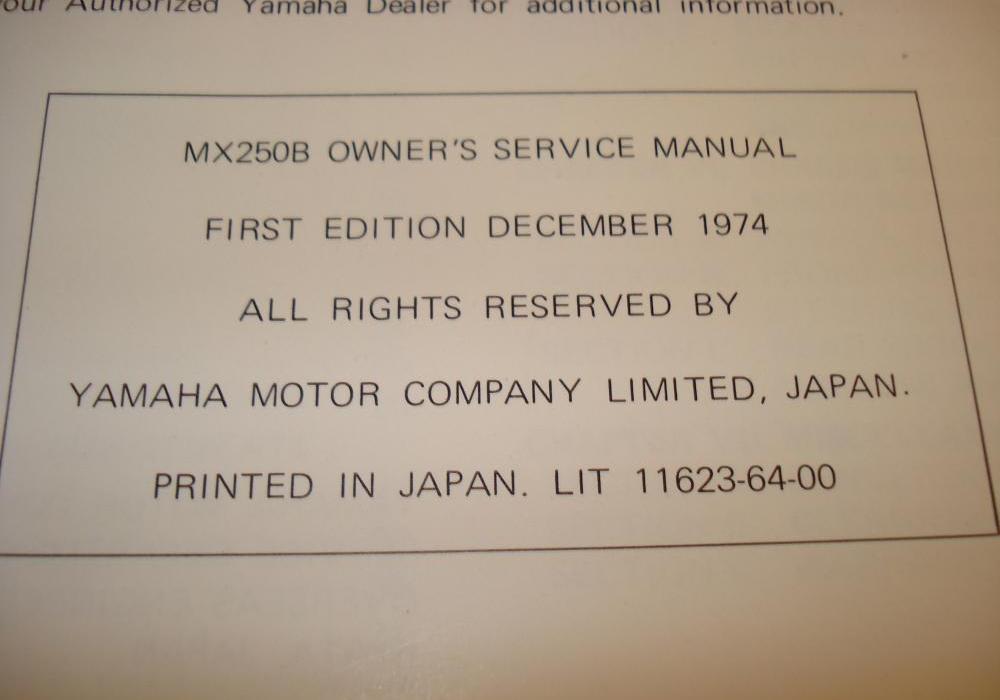 our Authorized Yamaha Dealer for additional information.
MX250B OWNER'S SERVICE MANUAL
FIRST EDITION DECEMBER 1974
ALL RIGHTS RESERVED BY
YAMAHA MOTOR COMPANY LIMITED, JAPAN.
PRINTED IN JAPAN. LIT 11623-64-00